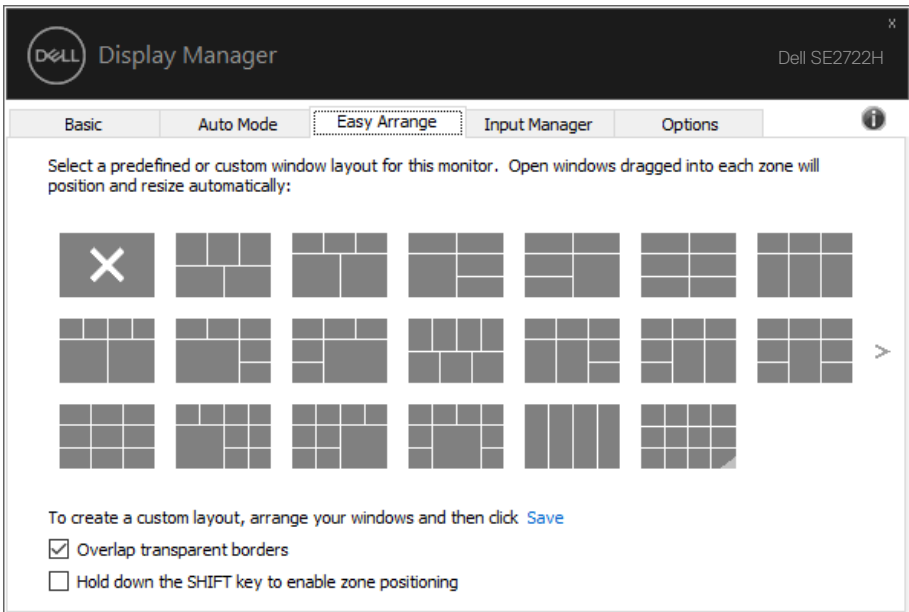 x
DELL Display Manager
Dell SE2722H
Basic Auto Mode Easy Arrange Input Manager Options i
Select a predefined or custom window layout for this monitor. Open windows dragged into each zone will
position and resize automatically:
>
To create a custom layout, arrange your windows and then click Save
Overlap transparent borders
Hold down the SHIFT key to enable zone positioning